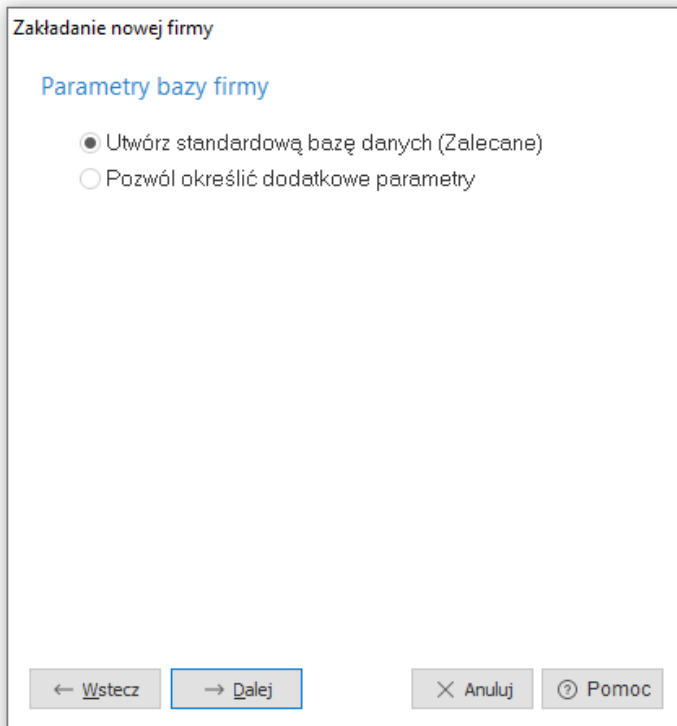 Zakładanie nowej firmy
Parametry bazy firmy
Utwórz standardową bazę danych (Zalecane)
Pozwól określić dodatkowe parametry
Wstecz
Dalej
Anuluj
Pomoc